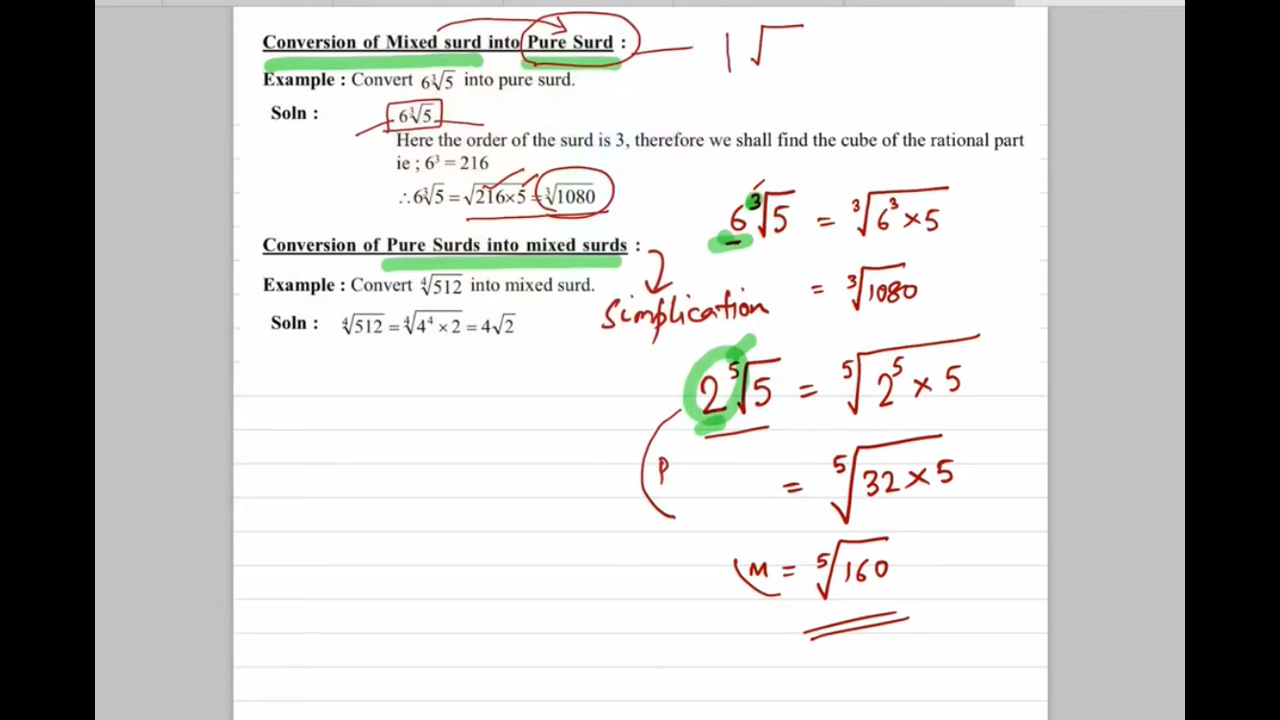 Conversion of Mixed surd into Pure Surd :
1 √
Example : Convert 6∛5 into pure surd.
Soln :
6∛5
Here the order of the surd is 3, therefore we shall find the cube of the rational part
ie ; 6³ = 216
∴6∛5 = √216×5 = ∛1080
6∛5 = ∛6³×5
= ∛1080
Conversion of Pure Surds into mixed surds :
Simplication
Example : Convert ∜512 into mixed surd.
Soln : ∜512 = ∜4⁴×2 = 4√2
2⁵√5 = ⁵√2⁵×5
P
= ⁵√32×5
M = ⁵√160